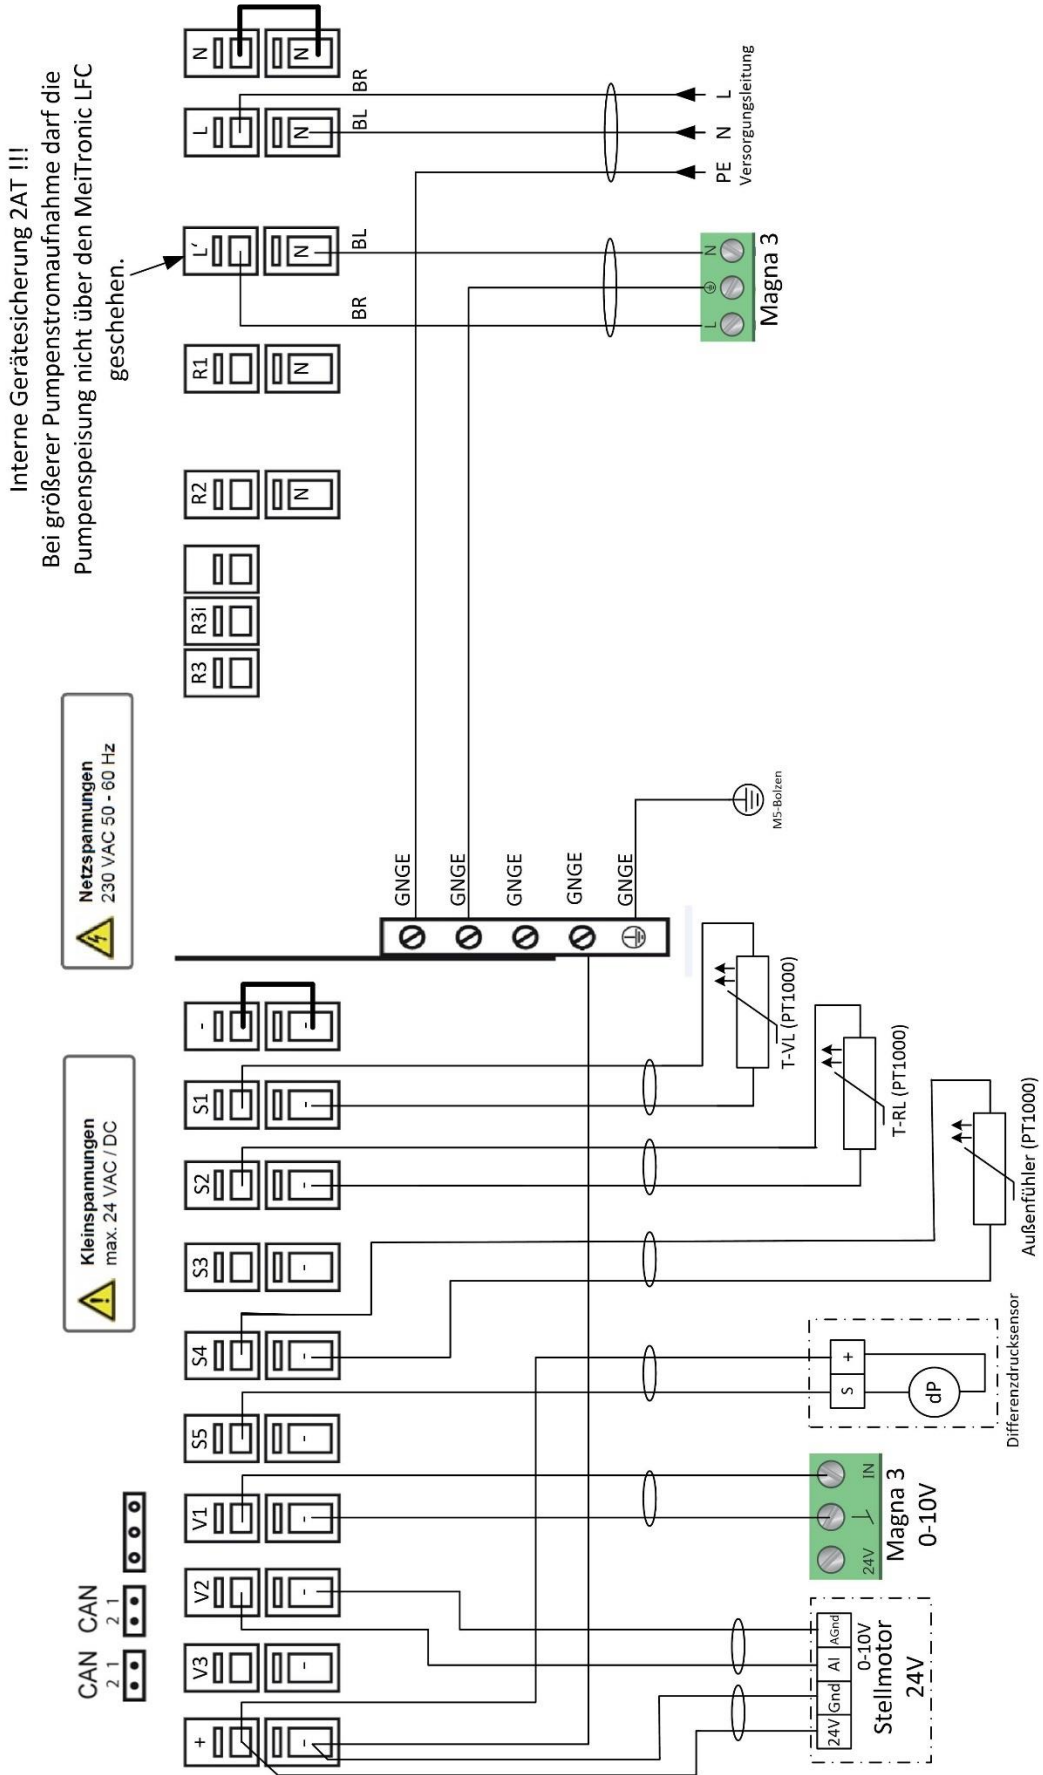 Interne Gerätesicherung 2AT !!!
Bei größerer Pumpenstromaufnahme darf die
Pumpenspeisung nicht über den MeiTronic LFC
geschehen.
Kleinspannungen
max. 24 VAC / DC
Netzspannungen
230 VAC 50 - 60 Hz
CAN
2 1
CAN
2 1
+
-
V3
-
V2
-
V1
-
S5
-
S4
-
S3
-
S2
-
S1
-
-
-
R3
R3i
R2
N
R1
N
L'
N
L
N
N
N
GNGE
GNGE
GNGE
GNGE
GNGE
M5-Bolzen
BR
BL
BL
BR
PE
N
L
Versorgungsleitung
L
N
Magna 3
T-VL (PT1000)
T-RL (PT1000)
Außenfühler (PT1000)
S
+
dP
Differenzdrucksensor
24V
IN
Magna 3
0-10V
24V
Gnd
AI
AGnd
0-10V
Stellmotor
24V